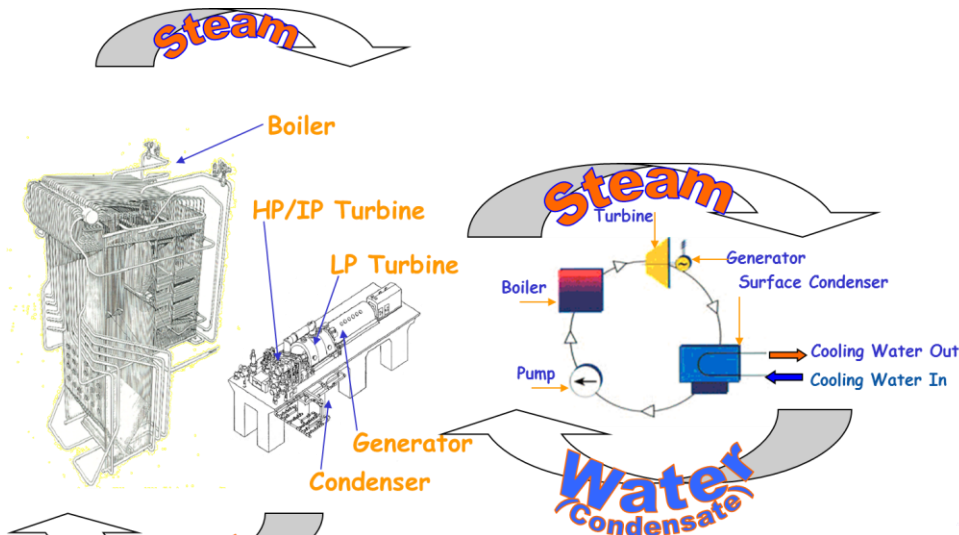 Steam
Boiler
HP/IP Turbine
LP Turbine
Generator
Condenser
Steam
Turbine
Generator
Surface Condenser
Boiler
Cooling Water Out
Cooling Water In
Pump
Water
(Condensate)